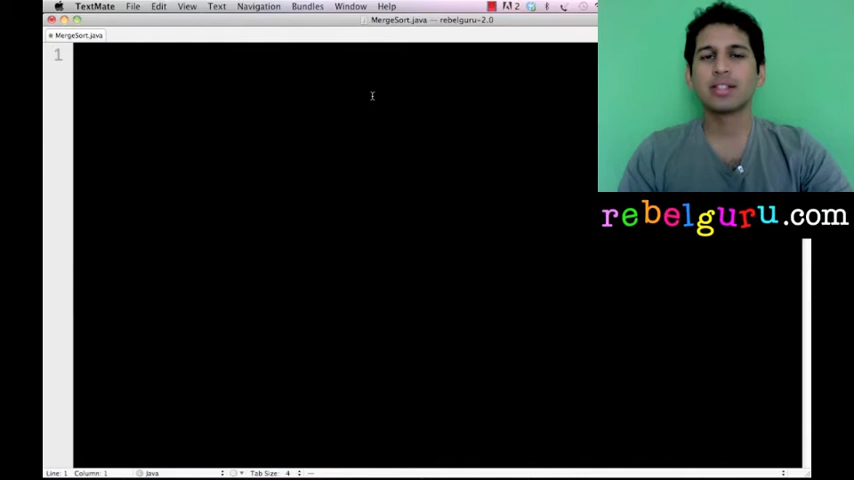 TextMate File Edit View Text Navigation Bundles Window Help 2
MergeSort.java — rebelguru-2.0
MergeSort.java
1
rebelguru.com
Line: 1 Column: 1 Java Tab Size: 4